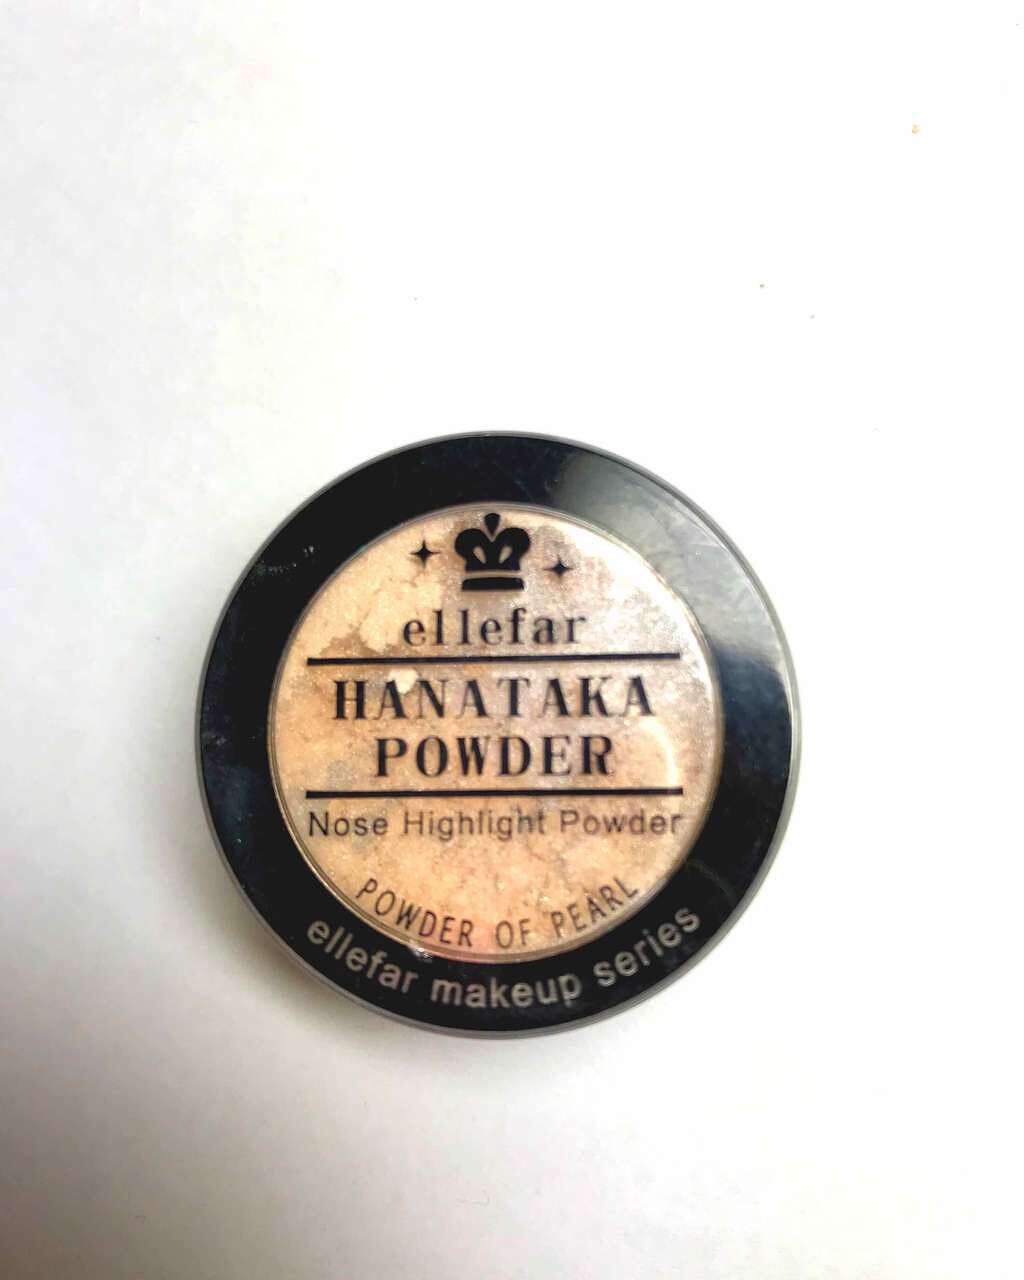 ellefar
HANATAKA
POWDER
Nose Highlight Powder
POWDER OF PEARL
ellefar makeup series